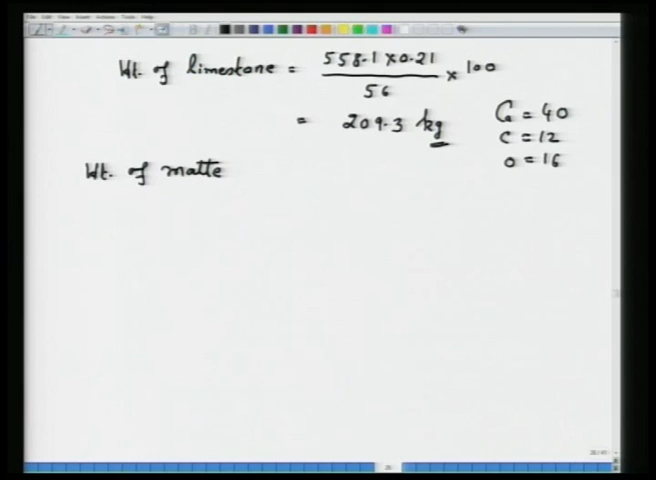 Wt. of limestone = 558.1 x 0.21 / 56 x 100
= 209.3 kg
Ca = 40
C = 12
O = 16
Wt. of matte